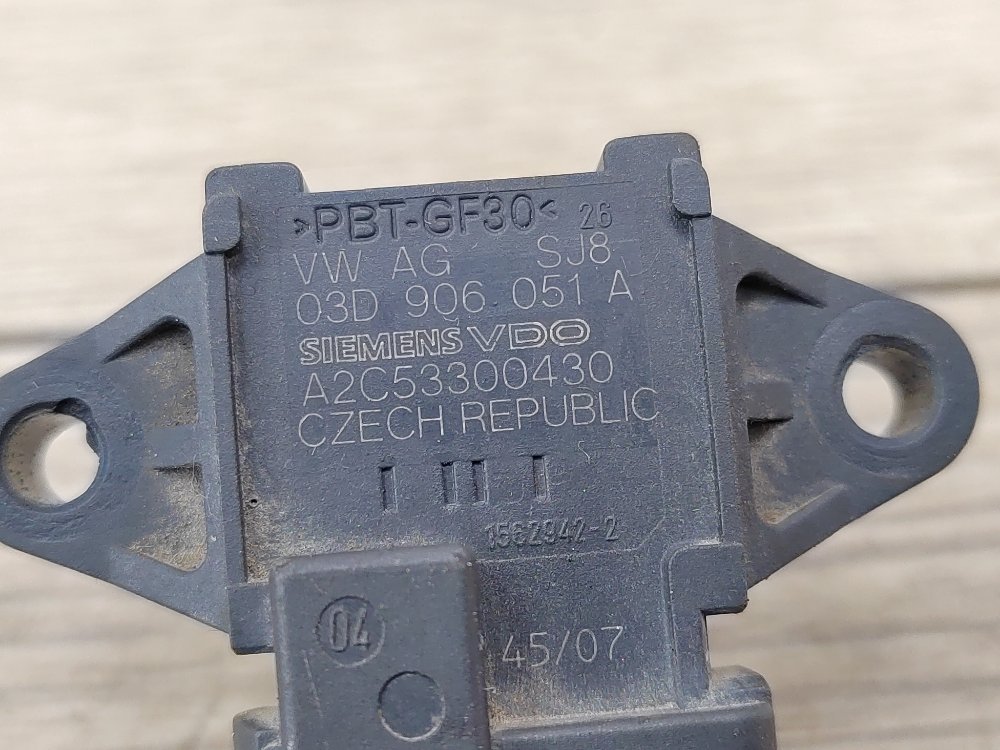 >PBT-GF30< 26
VW AG SJ8
03D 906 051 A
SIEMENS VDO
A2C53300430
CZECH REPUBLIC
1562942-2
04
45/07